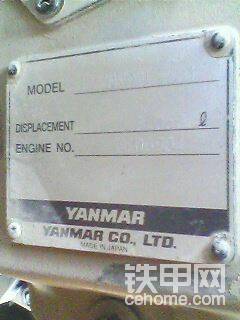 MODEL
DISPLACEMENT ℓ
ENGINE NO.
YANMAR
YANMAR CO., LTD.
MADE IN JAPAN
铁甲网
cehome.com